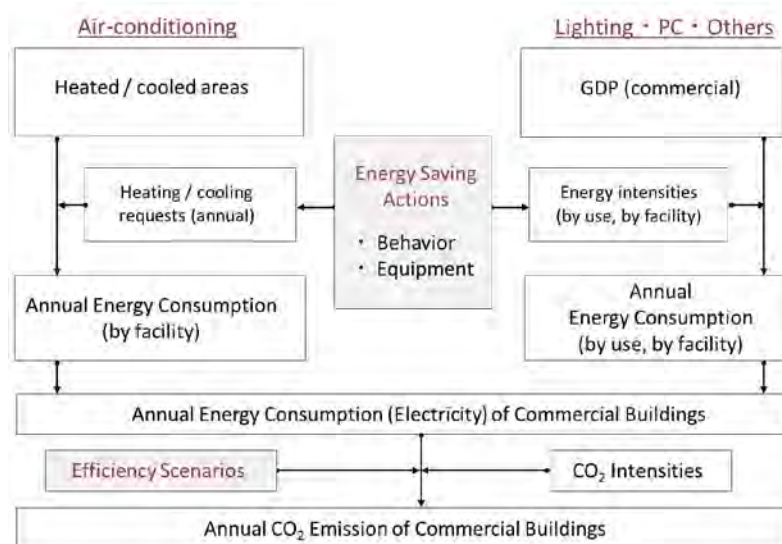 Air-conditioning
Lighting・PC・Others
Heated / cooled areas
GDP (commercial)
Heating / cooling
requests (annual)
Energy Saving
Actions
・ Behavior
・ Equipment
Energy intensities
(by use, by facility)
Annual Energy Consumption
(by facility)
Annual
Energy Consumption
(by use, by facility)
Annual Energy Consumption (Electricity) of Commercial Buildings
Efficiency Scenarios
CO₂ Intensities
Annual CO₂ Emission of Commercial Buildings